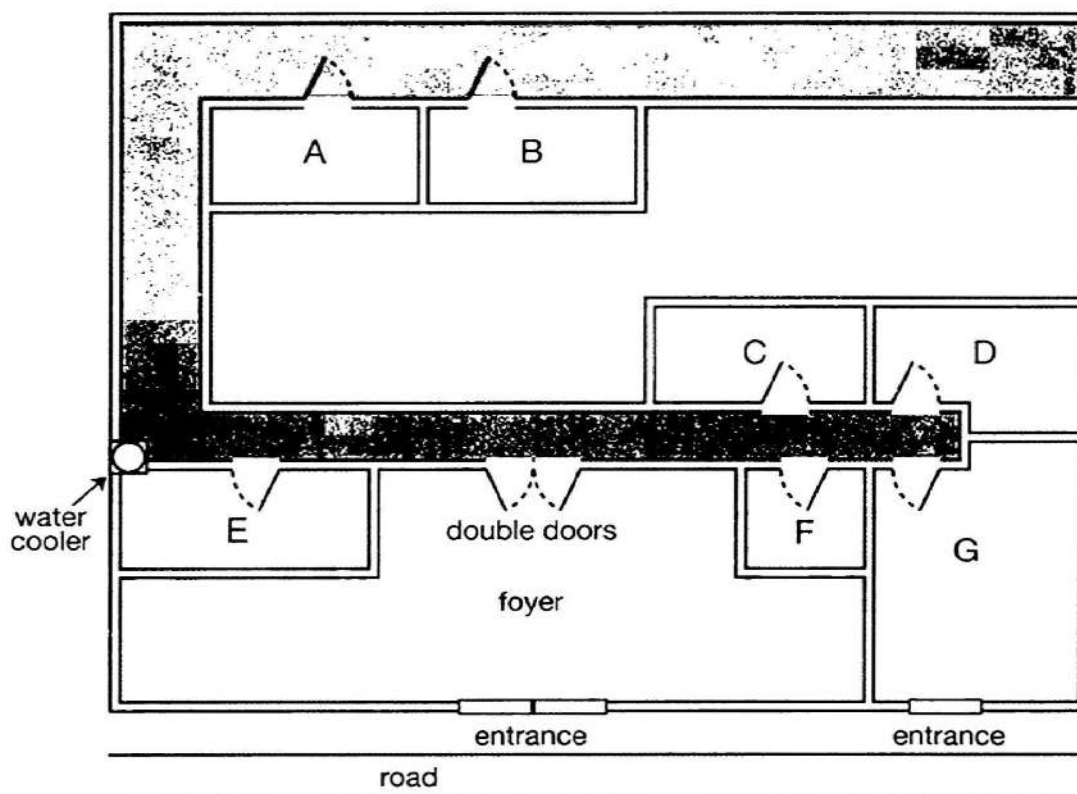 A
B
C
D
water
cooler
E
double doors
F
G
foyer
entrance
entrance
road